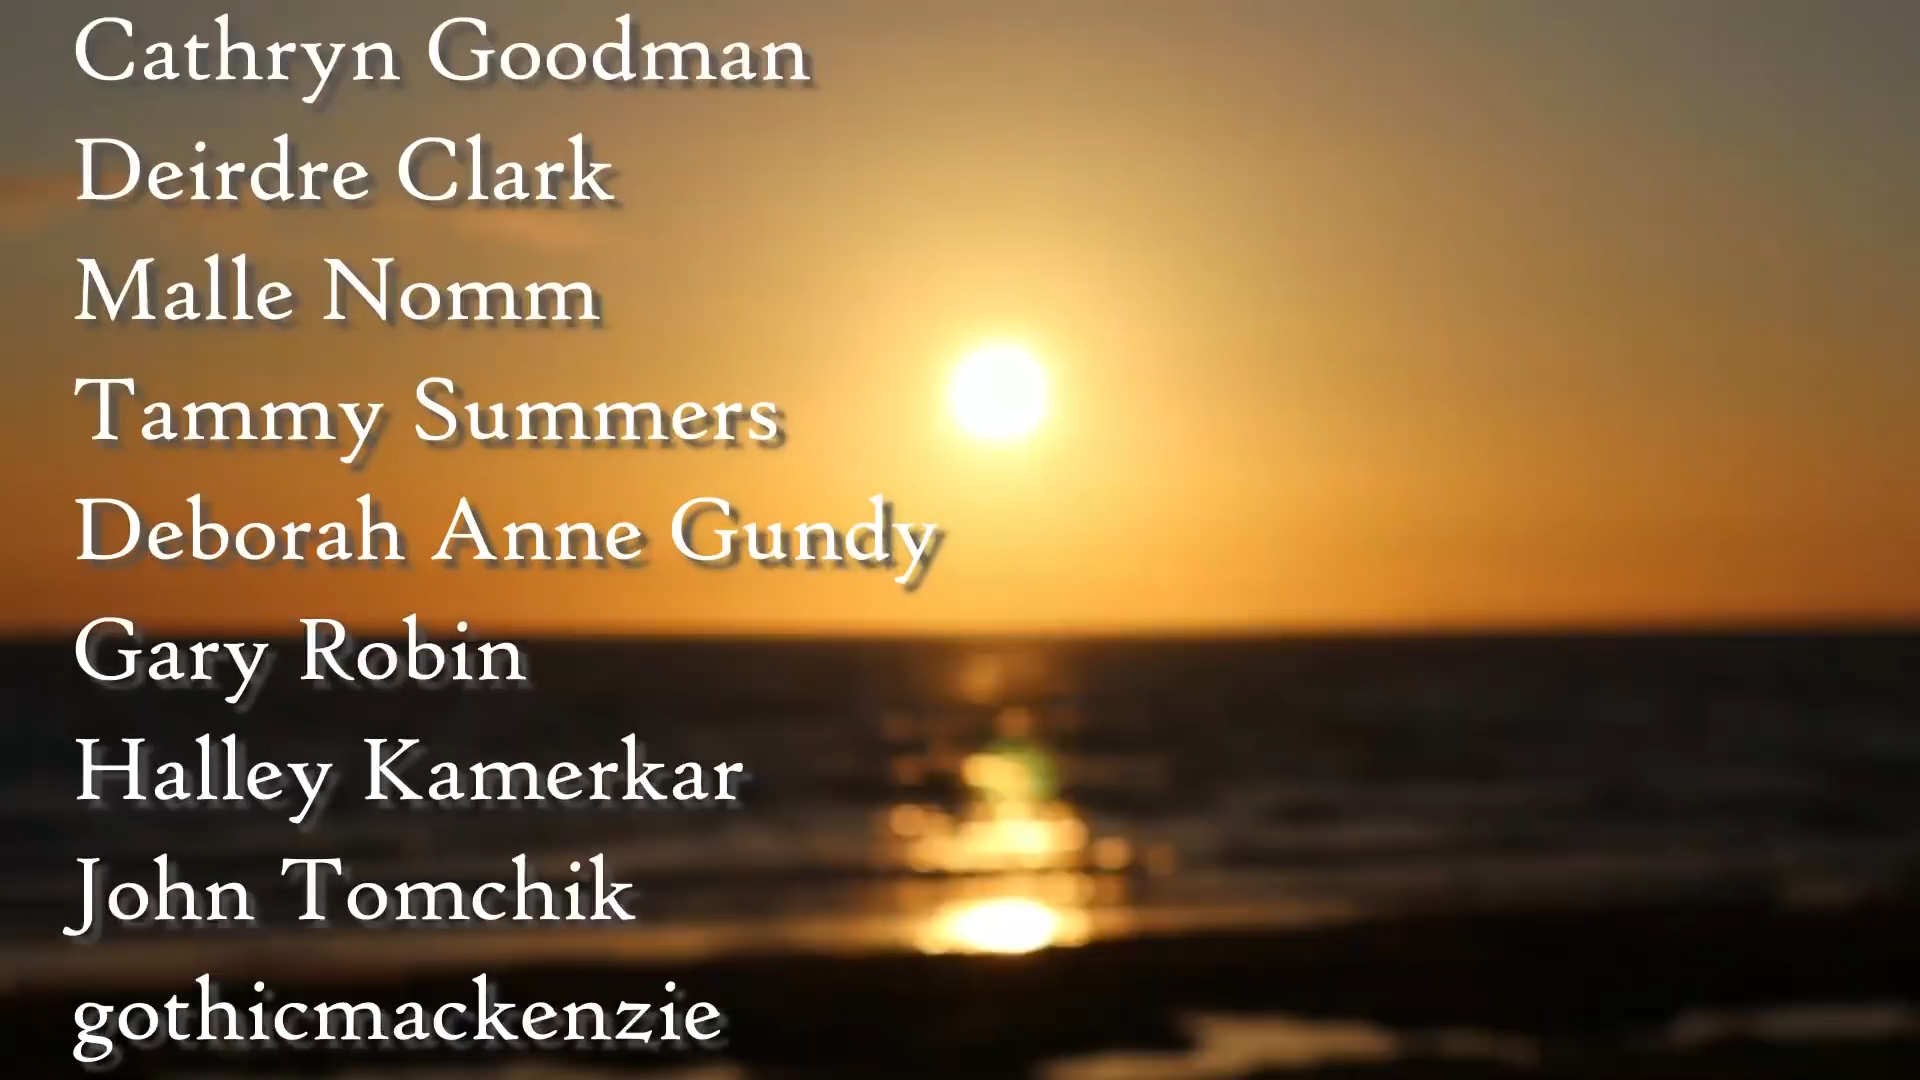 Cathryn Goodman
Deirdre Clark
Malle Nomm
Tammy Summers
Deborah Anne Gundy
Gary Robin
Halley Kamerkar
John Tomchik
gothicmackenzie